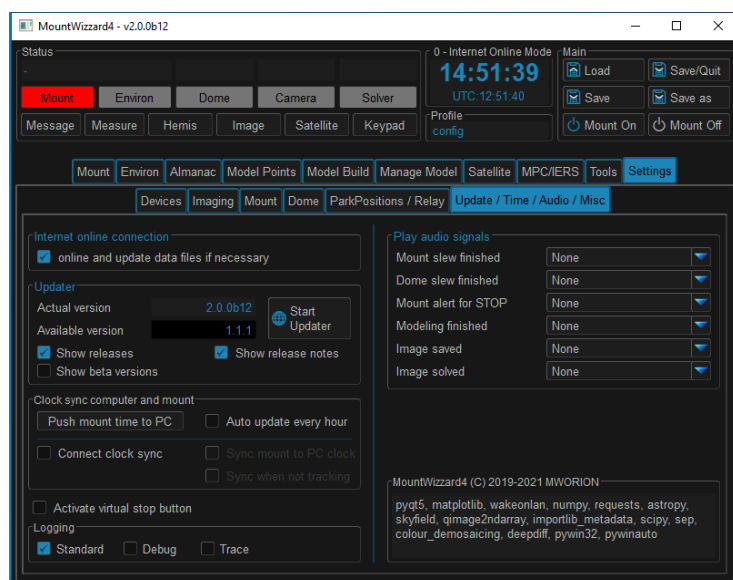 MountWizzard4 - v2.0.0b12
Status
-
Mount Environ Dome Camera Solver
Message Measure Hemis Image Satellite Keypad
0 - Internet Online Mode
14:51:39
UTC:12:51:40
Profile
config
Main
Load Save/Quit
Save Save as
Mount On Mount Off
Mount Environ Almanac Model Points Model Build Manage Model Satellite MPC/IERS Tools Settings
Devices Imaging Mount Dome ParkPositions / Relay Update / Time / Audio / Misc
Internet online connection
online and update data files if necessary
Updater
Actual version 2.0.0b12
Available version 1.1.1
Start
Updater
Show releases Show release notes
Show beta versions
Clock sync computer and mount
Push mount time to PC Auto update every hour
Connect clock sync Sync mount to PC clock
Sync when not tracking
Activate virtual stop button
Logging
Standard Debug Trace
Play audio signals
Mount slew finished None
Dome slew finished None
Mount alert for STOP None
Modeling finished None
Image saved None
Image solved None
MountWizzard4 (C) 2019-2021 MWORION
pyqt5, matplotlib, wakeonlan, numpy, requests, astropy,
skyfield, qimage2ndarray, importlib_metadata, scipy, sep,
colour_demosaicing, deepdiff, pywin32, pywinauto